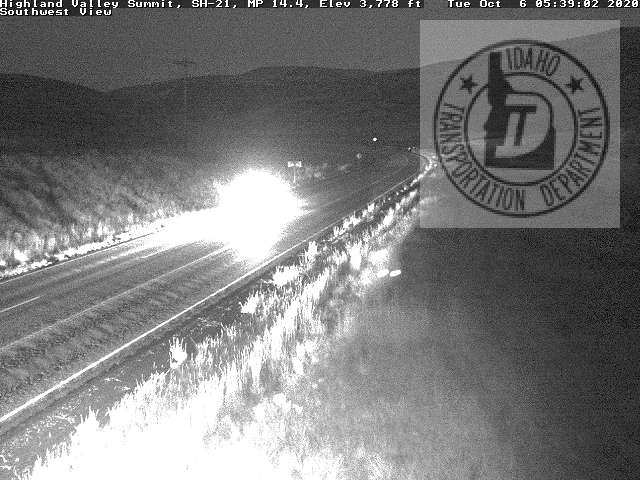 Highland Valley Summit, SH-21, MP 14.4, Elev 3,778 ft   Tue Oct  6 05:39:02 2020
Southwest View
IDAHO
TRANSPORTATION DEPARTMENT
ITD